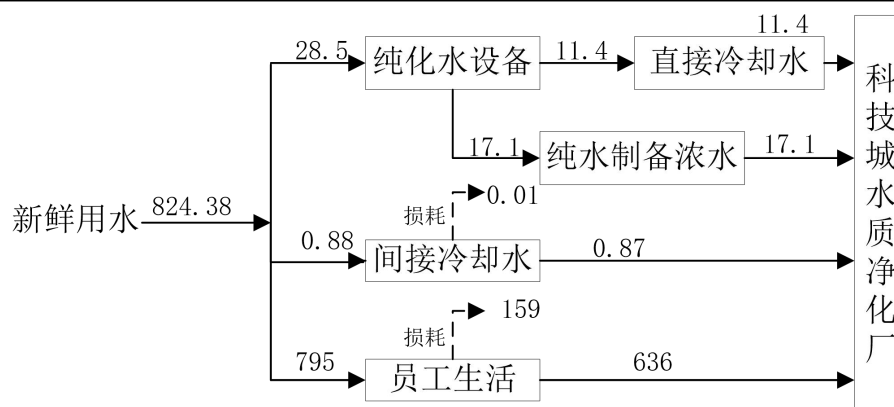 11.4
28.5
纯化水设备
11.4
直接冷却水
17.1
纯水制备浓水
17.1
新鲜用水
824.38
0.01
损耗
0.88
间接冷却水
0.87
159
损耗
795
员工生活
636
科技城水质净化厂